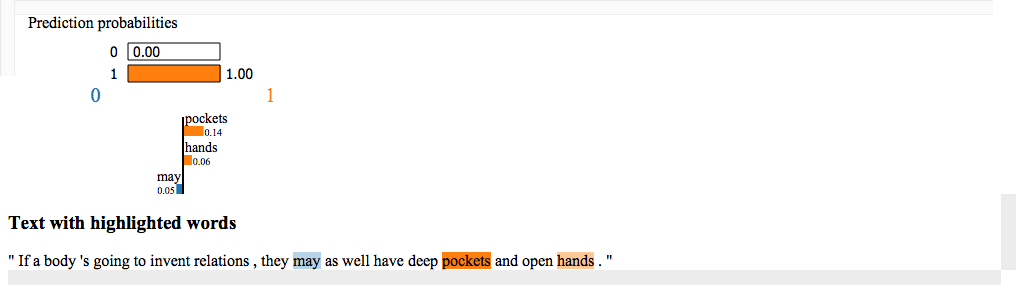 Prediction probabilities
0 0.00
1 1.00
0 1
pockets
0.14
hands
0.06
may
0.05
Text with highlighted words
" If a body 's going to invent relations , they may as well have deep pockets and open hands . "